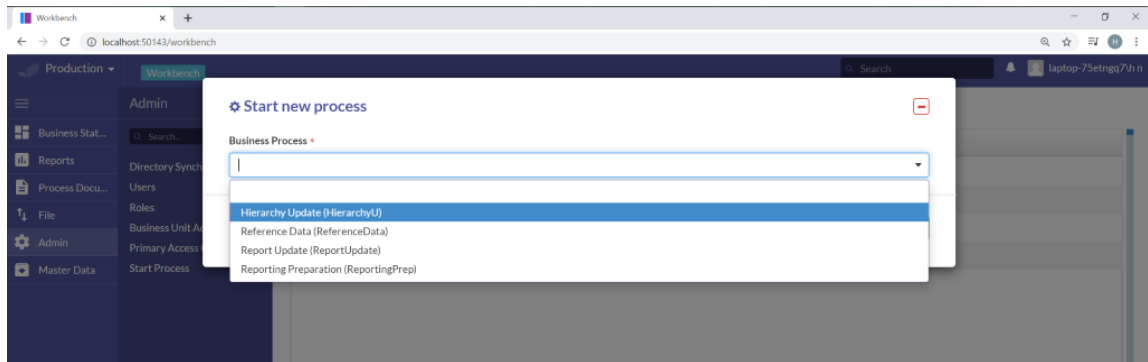 Workbench
localhost:50143/workbench
H
Production
Workbench
Search
laptop-75etngq7\h n
Admin
Start new process
Business Stat...
Search...
Business Process *
Reports
Directory Synch
Process Docu...
Users
File
Roles
Hierarchy Update (HierarchyU)
Business Unit Ac
Reference Data (ReferenceData)
Admin
Primary Access
Report Update (ReportUpdate)
Master Data
Start Process
Reporting Preparation (ReportingPrep)